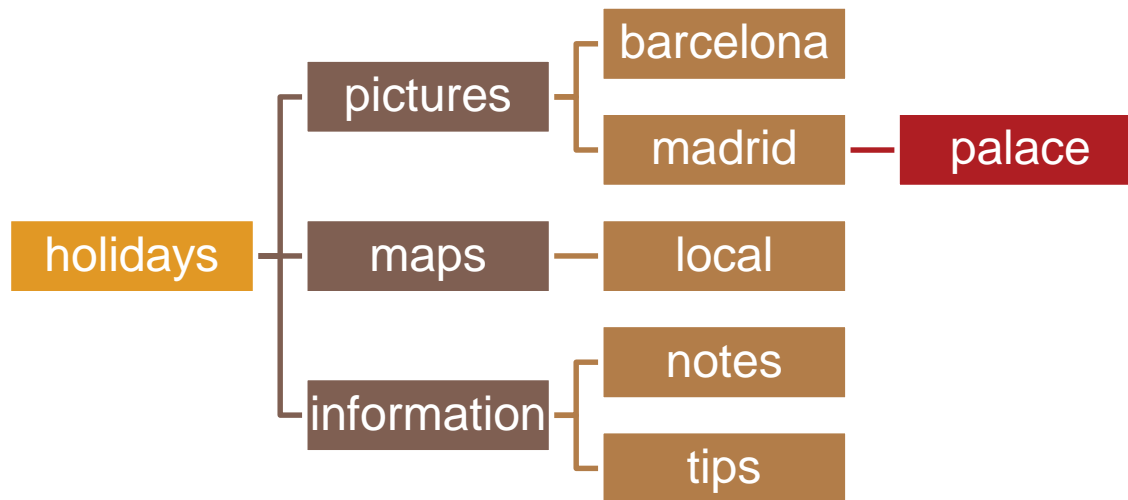 barcelona
pictures
madrid
palace
holidays
maps
local
notes
information
tips